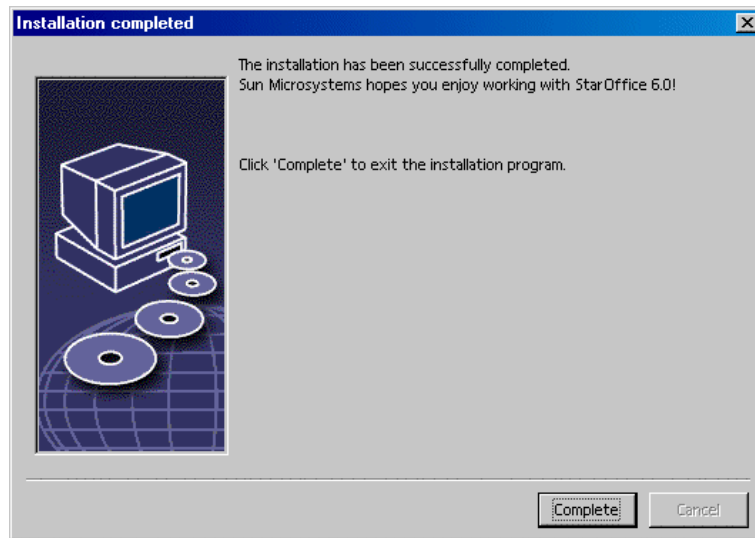 Installation completed
The installation has been successfully completed.
Sun Microsystems hopes you enjoy working with StarOffice 6.0!
Click 'Complete' to exit the installation program.
Complete
Cancel